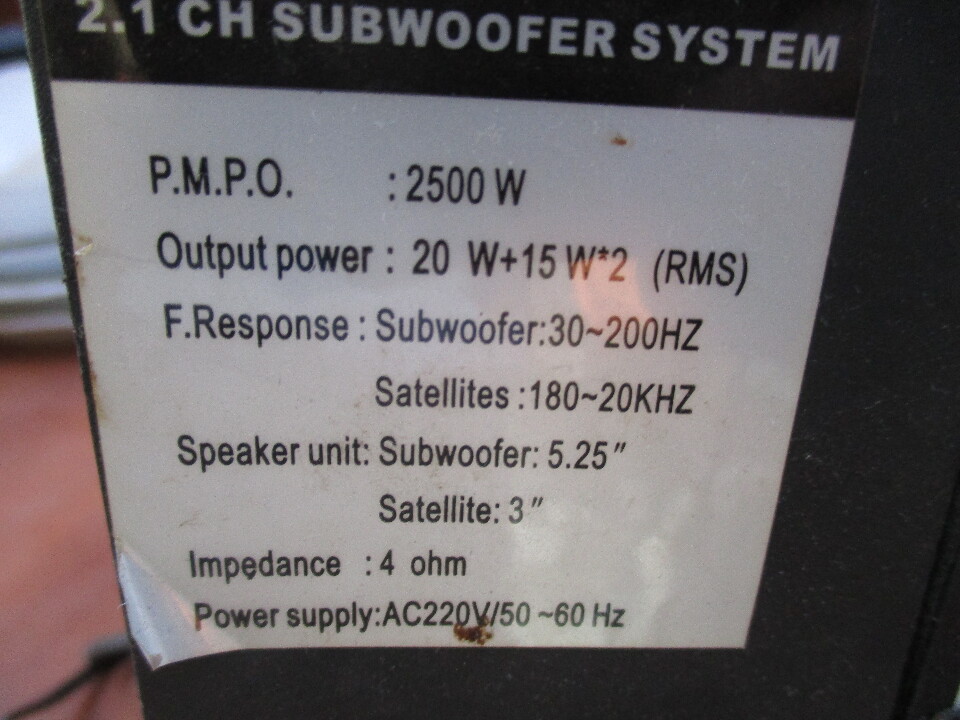 2.1 CH SUBWOOFER SYSTEM
P.M.P.O. : 2500 W
Output power : 20 W+15 W*2 (RMS)
F.Response : Subwoofer:30~200HZ
Satellites :180~20KHZ
Speaker unit: Subwoofer: 5.25″
Satellite: 3″
Impedance : 4 ohm
Power supply:AC220V/50 ~60 Hz